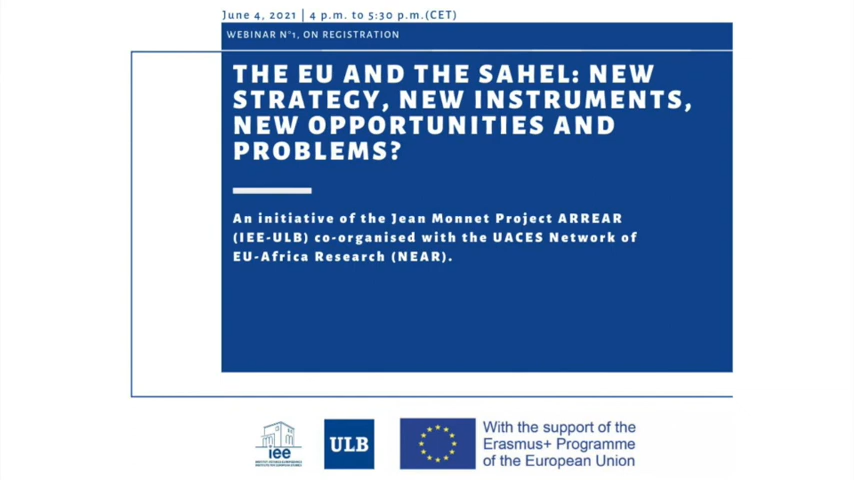 June 4, 2021 | 4 p.m. to 5:30 p.m.(CET)
WEBINAR N°1, ON REGISTRATION
THE EU AND THE SAHEL: NEW
STRATEGY, NEW INSTRUMENTS,
NEW OPPORTUNITIES AND
PROBLEMS?
An initiative of the Jean Monnet Project ARREAR
(IEE-ULB) co-organised with the UACES Network of
EU-Africa Research (NEAR).
iee
ULB
With the support of the
Erasmus+ Programme
of the European Union